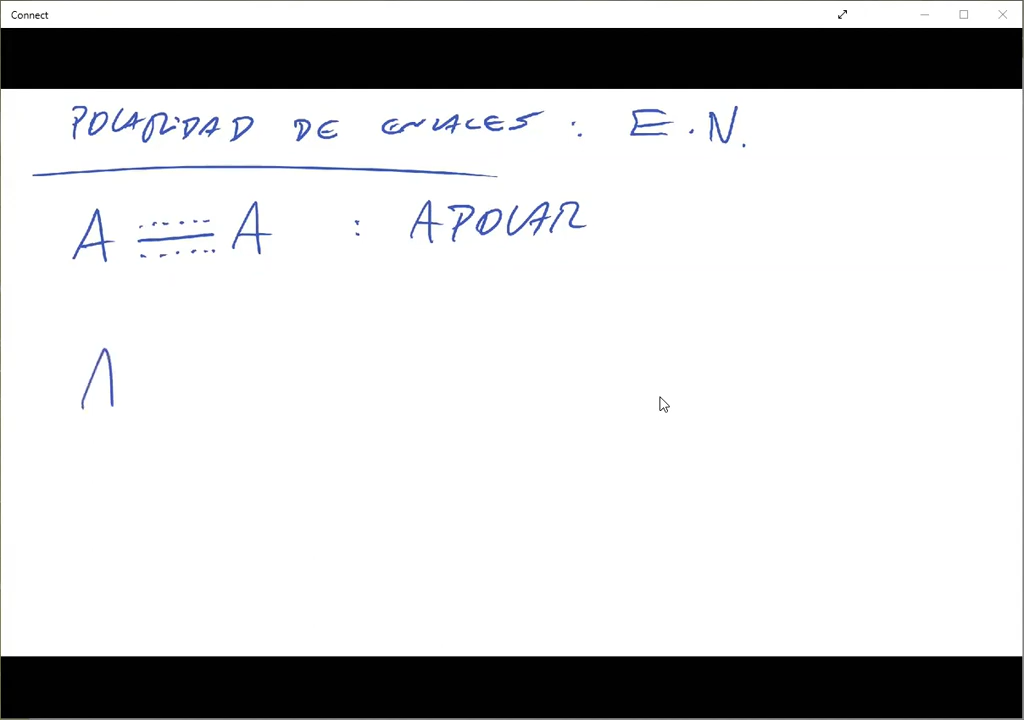 Connect
POLARIDAD DE ENLACES : E.N.
A A : APOLAR